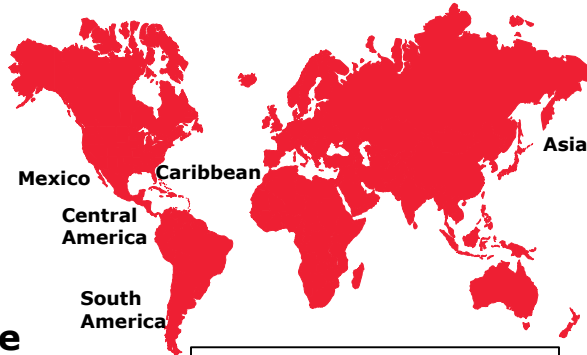 Asia
Caribbean
Mexico
Central
America
South
America
e